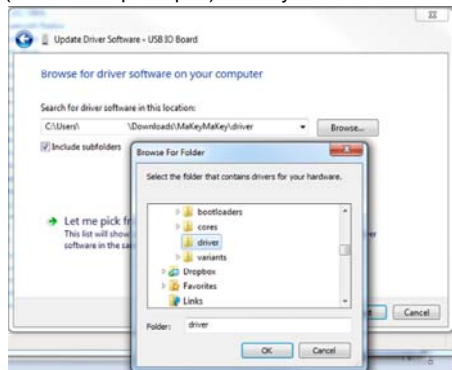 Update Driver Software - USB IO Board
Browse for driver software on your computer
Search for driver software in this location:
C:\Users\ \Downloads\MaKeyMaKey\driver
Browse...
Include subfolders
Browse For Folder
Select the folder that contains drivers for your hardware.
bootloaders
cores
driver
variants
Dropbox
Favorites
Links
Folder: driver
OK Cancel
Let me pick
This list will show
software in the
Cancel